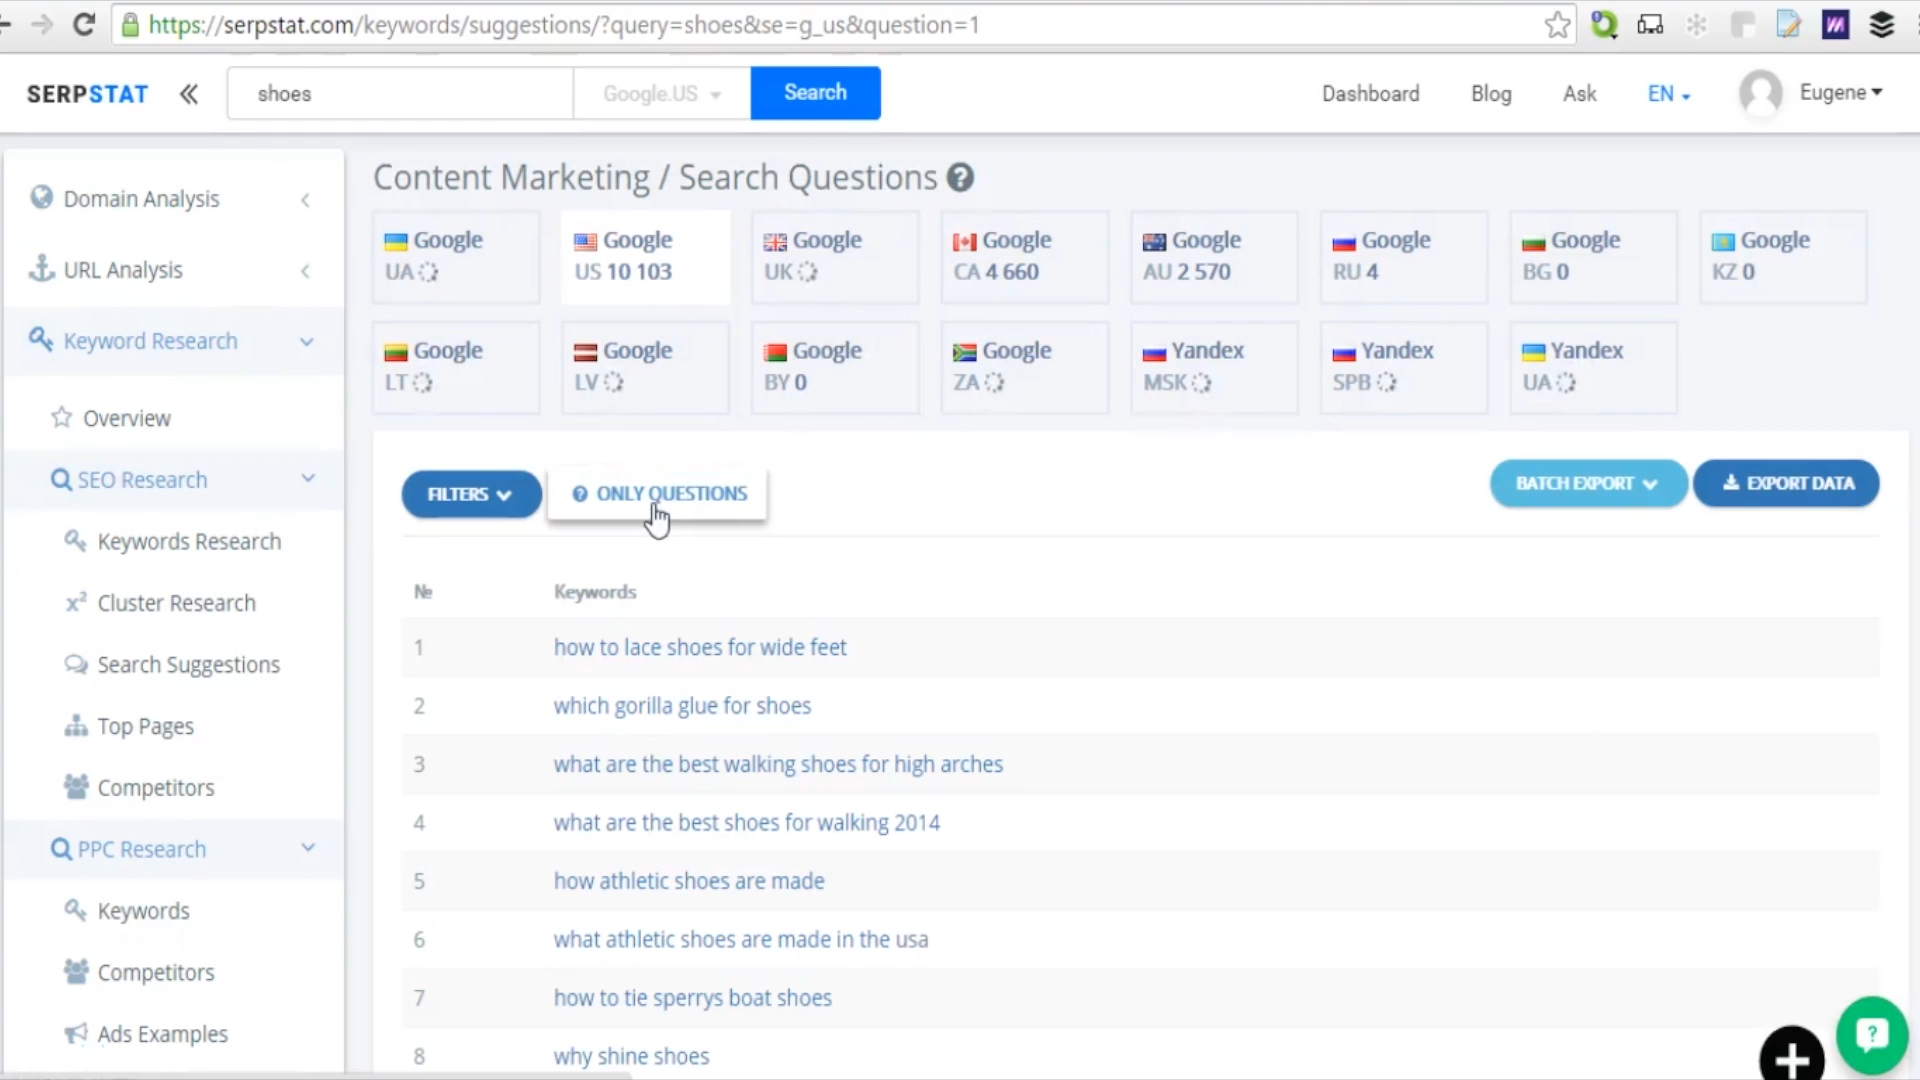 https://serpstat.com/keywords/suggestions/?query=shoes&se=g_us&question=1
SERPSTAT
shoes
Google.US
Search
Dashboard
Blog
Ask
EN
Eugene
Domain Analysis
URL Analysis
Keyword Research
Overview
SEO Research
Keywords Research
x² Cluster Research
Search Suggestions
Top Pages
Competitors
PPC Research
Keywords
Competitors
Ads Examples
Content Marketing / Search Questions ?
Google
UA
Google
US 10 103
Google
UK
Google
CA 4 660
Google
AU 2 570
Google
RU 4
Google
BG 0
Google
KZ 0
Google
LT
Google
LV
Google
BY 0
Google
ZA
Yandex
MSK
Yandex
SPB
Yandex
UA
FILTERS
? ONLY QUESTIONS
BATCH EXPORT
EXPORT DATA
№ Keywords
1 how to lace shoes for wide feet
2 which gorilla glue for shoes
3 what are the best walking shoes for high arches
4 what are the best shoes for walking 2014
5 how athletic shoes are made
6 what athletic shoes are made in the usa
7 how to tie sperrys boat shoes
8 why shine shoes
?